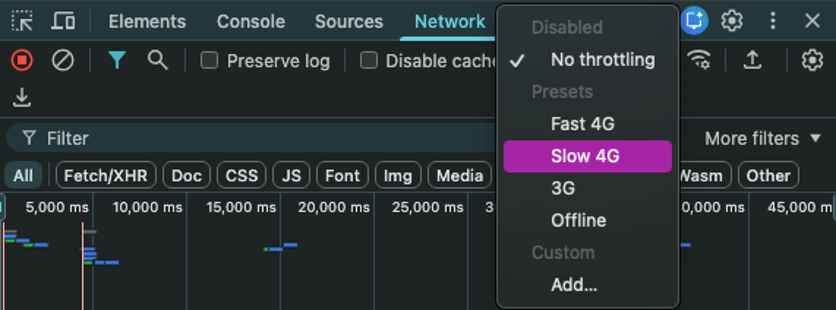 Elements Console Sources Network
Preserve log Disable cache
Filter More filters
All Fetch/XHR Doc CSS JS Font Img Media Wasm Other
5,000 ms 10,000 ms 15,000 ms 20,000 ms 25,000 ms 45,000 ms
Disabled
No throttling
Presets
Fast 4G
Slow 4G
3G
Offline
Custom
Add...